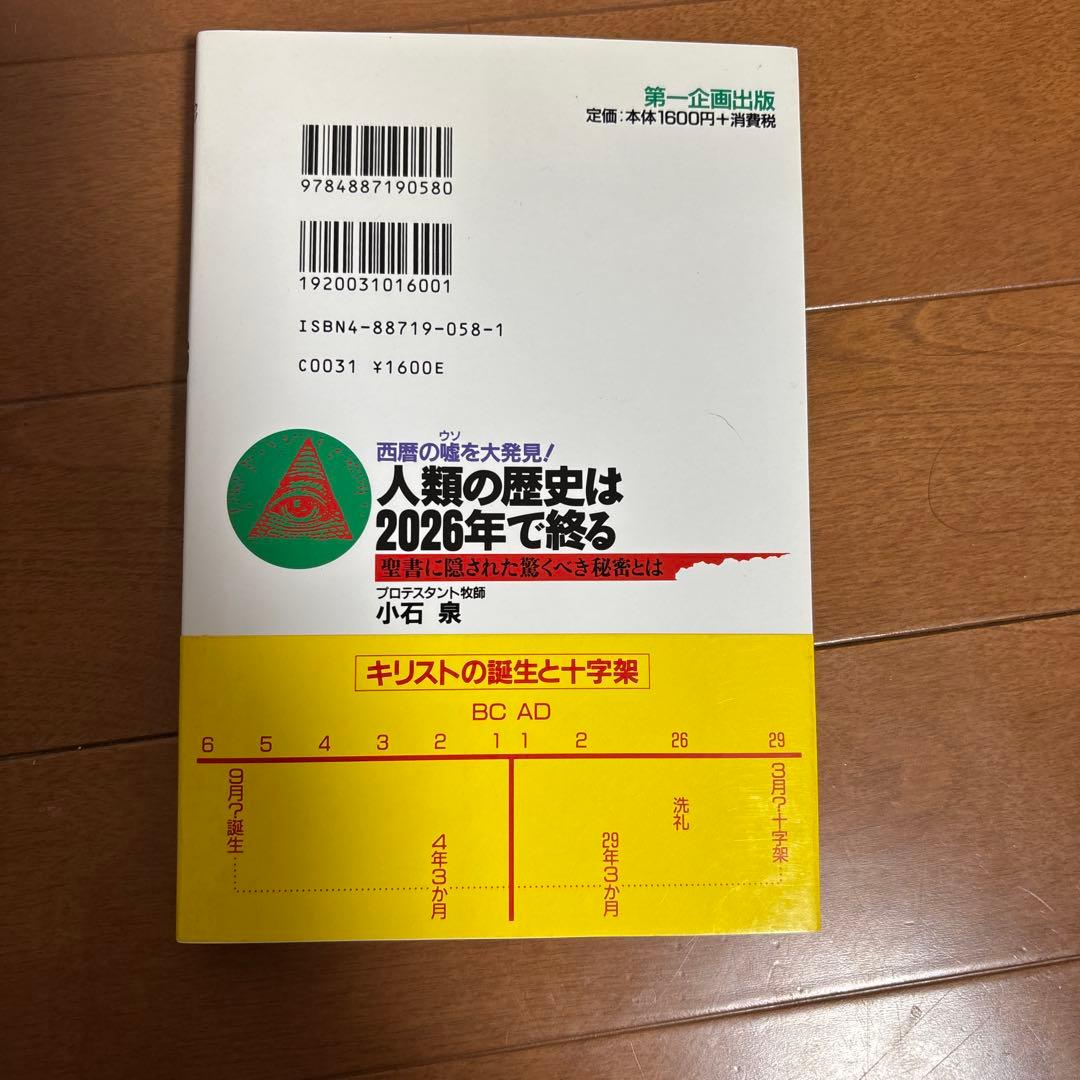 第一企画出版
定価:本体1600円+消費税
9784887190580
1920031016001
ISBN4-88719-058-1
C0031 ¥1600E
ウソ
西暦の嘘を大発見!
人類の歴史は
2026年で終る
聖書に隠された驚くべき秘密とは
プロテスタント牧師
小石 泉
キリストの誕生と十字架
BC AD
6 5 4 3 2 1 1 2 26 29
9月?誕生
4年3か月
29年3か月
洗礼
3月?十字架